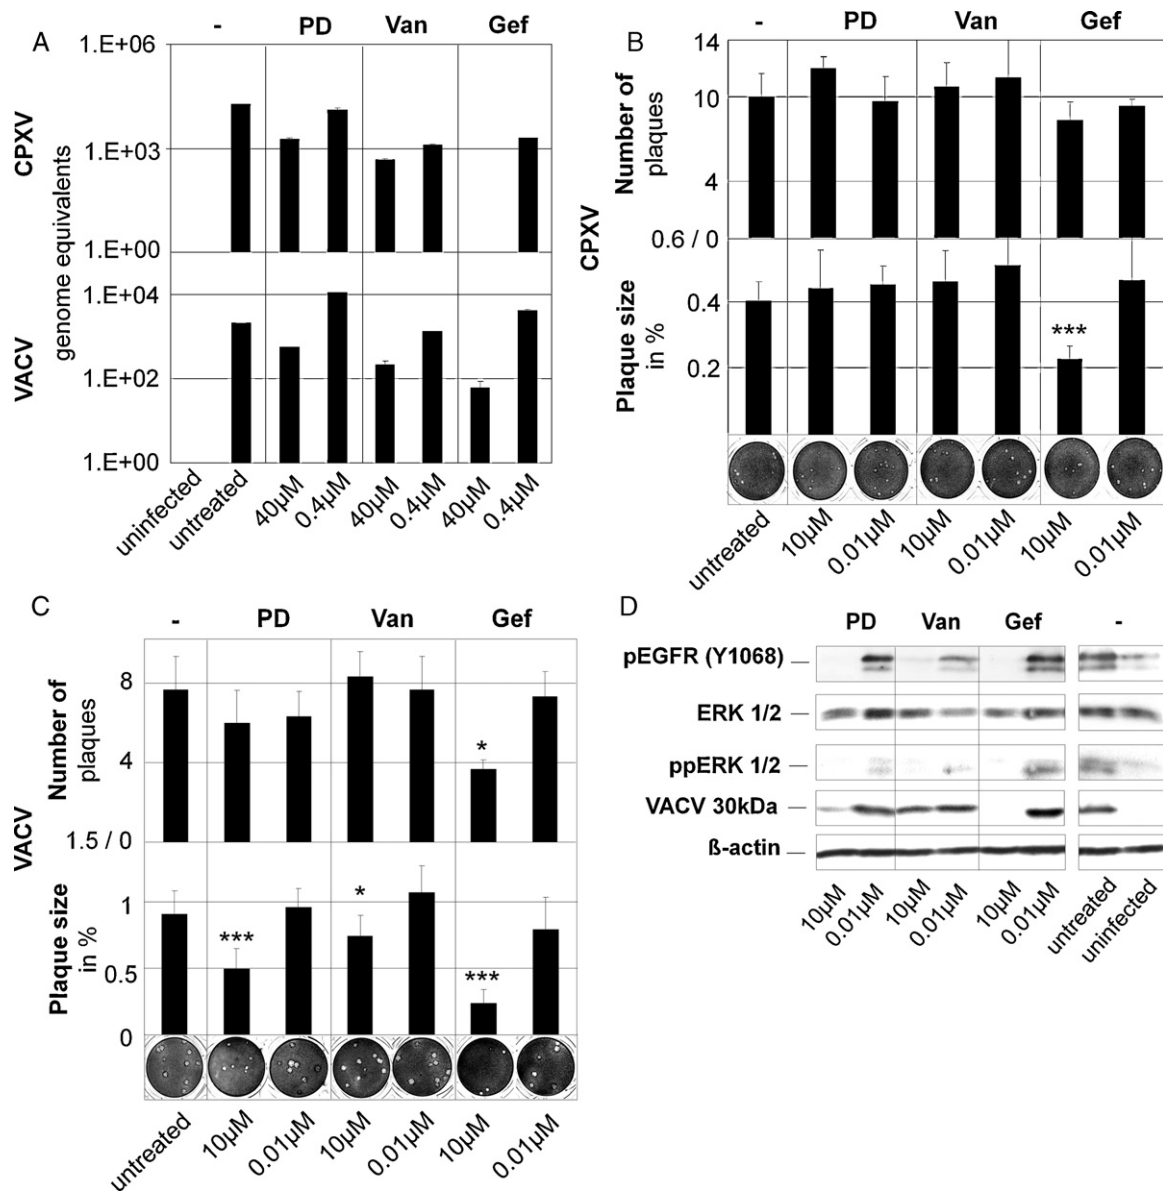 A
- PD Van Gef
CPXV
VACV
genome equivalents
1.E+06
1.E+03
1.E+00
1.E+04
1.E+02
1.E+00
uninfected untreated 40µM 0.4µM 40µM 0.4µM 40µM 0.4µM
B
- PD Van Gef
CPXV
Number of
plaques
14
10
4
0.6 / 0
Plaque size
in %
0.4
0.2
***
untreated 10µM 0.01µM 10µM 0.01µM 10µM 0.01µM
C
- PD Van Gef
VACV
Number of
plaques
8
4
1.5 / 0
*
Plaque size
in %
1
0.5
0
*** * ***
untreated 10µM 0.01µM 10µM 0.01µM 10µM 0.01µM
D
PD Van Gef -
pEGFR (Y1068)
ERK 1/2
ppERK 1/2
VACV 30kDa
ß-actin
10µM 0.01µM 10µM 0.01µM 10µM 0.01µM untreated uninfected